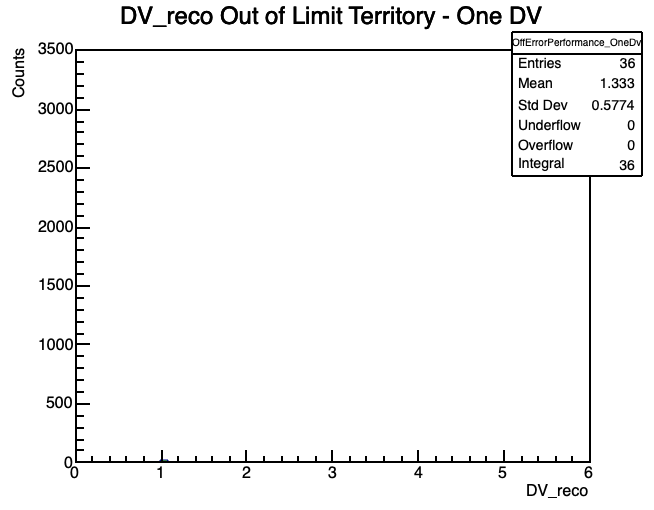 DV_reco Out of Limit Territory - One DV
OffErrorPerformance_OneDv
Entries 36
Mean 1.333
Std Dev 0.5774
Underflow 0
Overflow 0
Integral 36
Counts
3500
3000
2500
2000
1500
1000
500
0
0 1 2 3 4 5 6
DV_reco